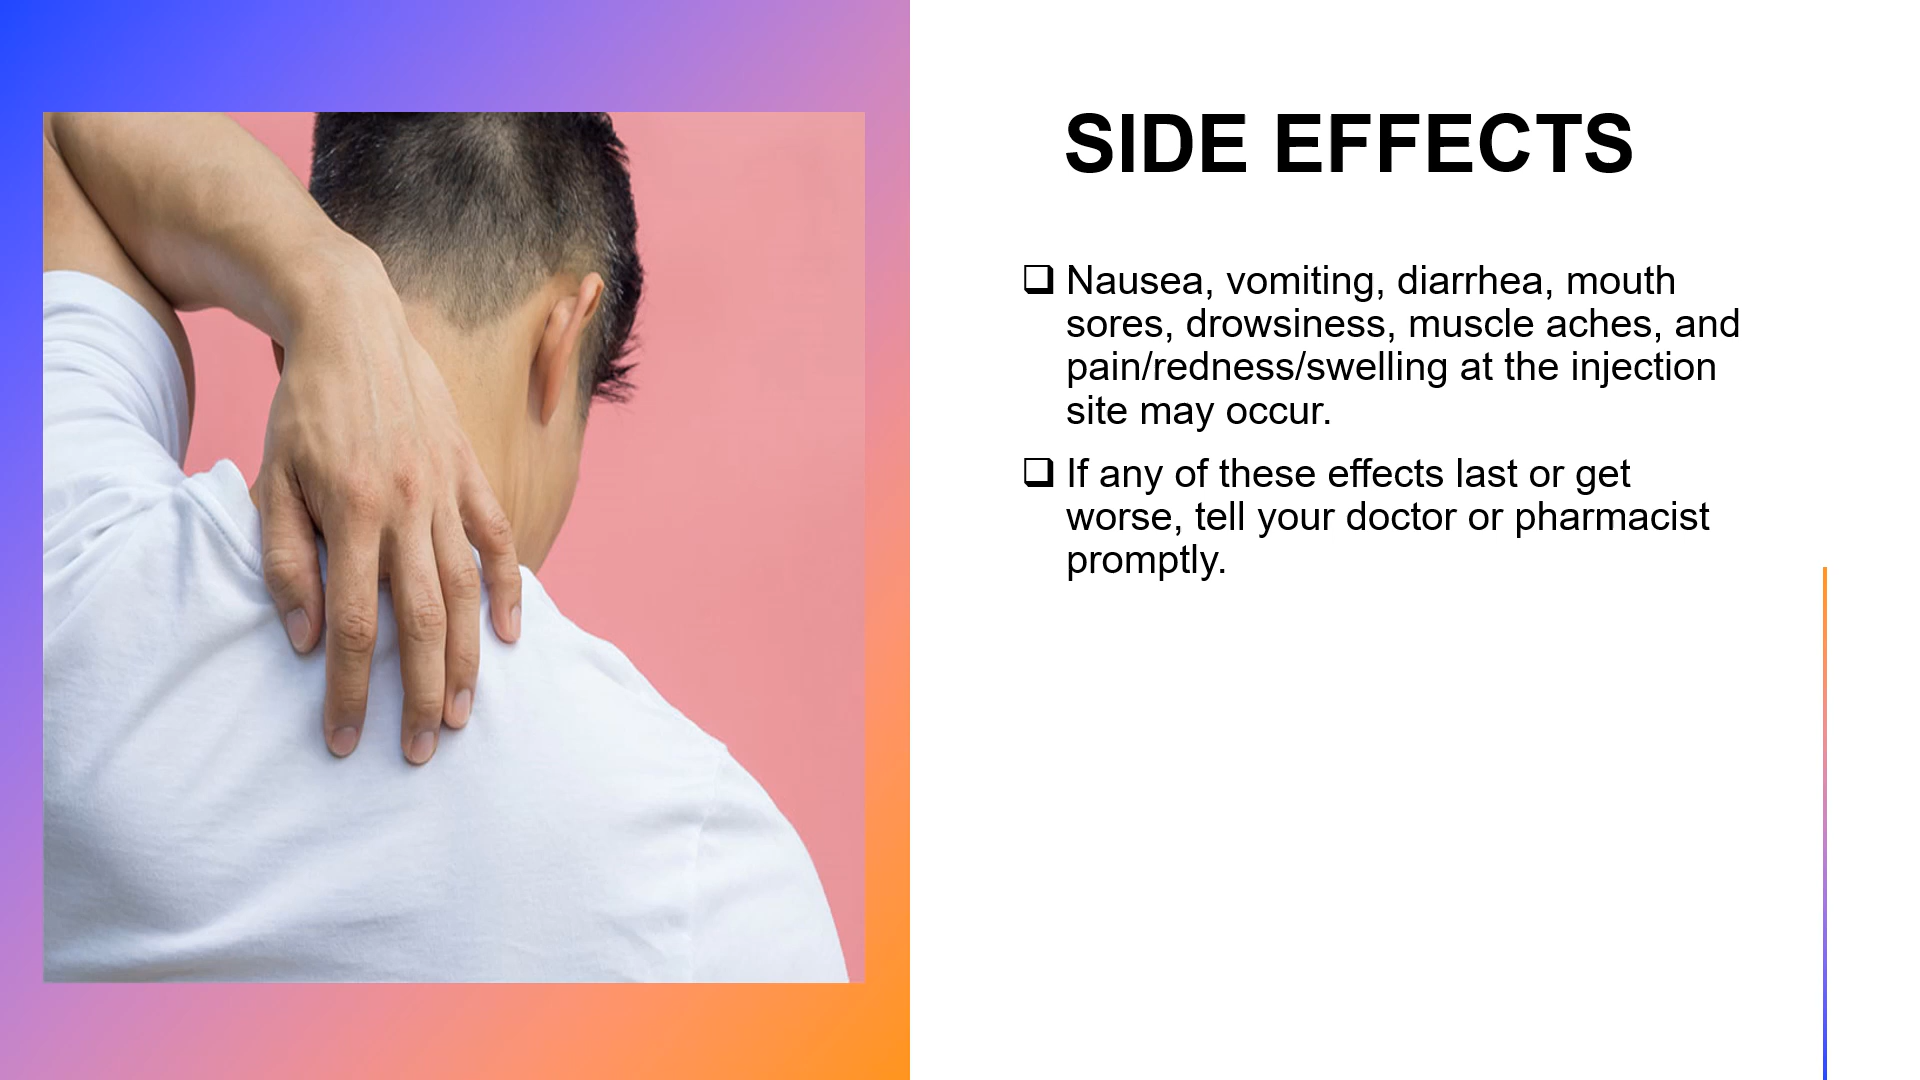 SIDE EFFECTS
❑ Nausea, vomiting, diarrhea, mouth
sores, drowsiness, muscle aches, and
pain/redness/swelling at the injection
site may occur.
❑ If any of these effects last or get
worse, tell your doctor or pharmacist
promptly.